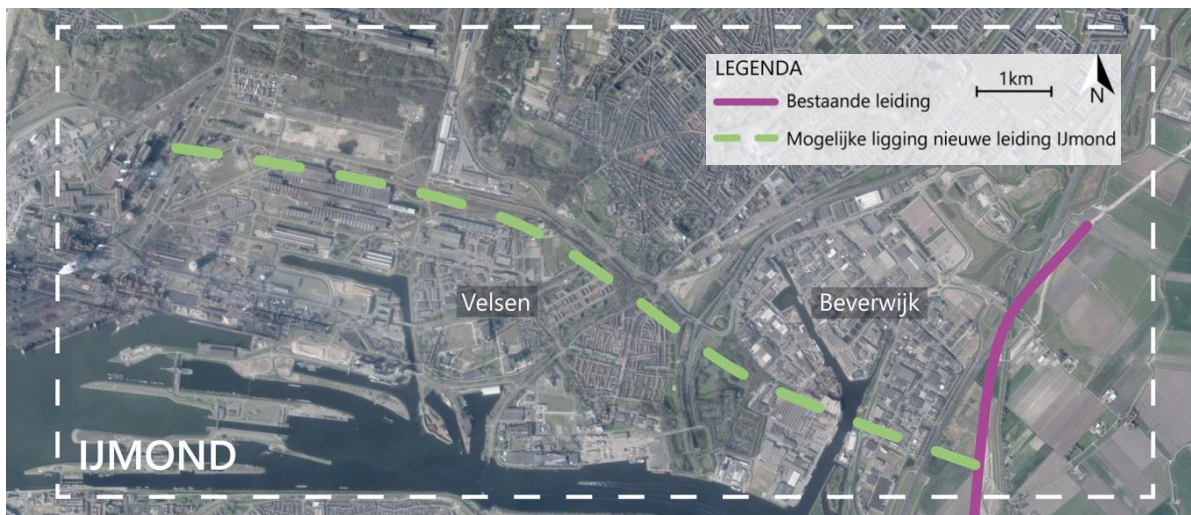 LEGENDA
1km
N
Bestaande leiding
Mogelijke ligging nieuwe leiding IJmond
Velsen
Beverwijk
IJMOND